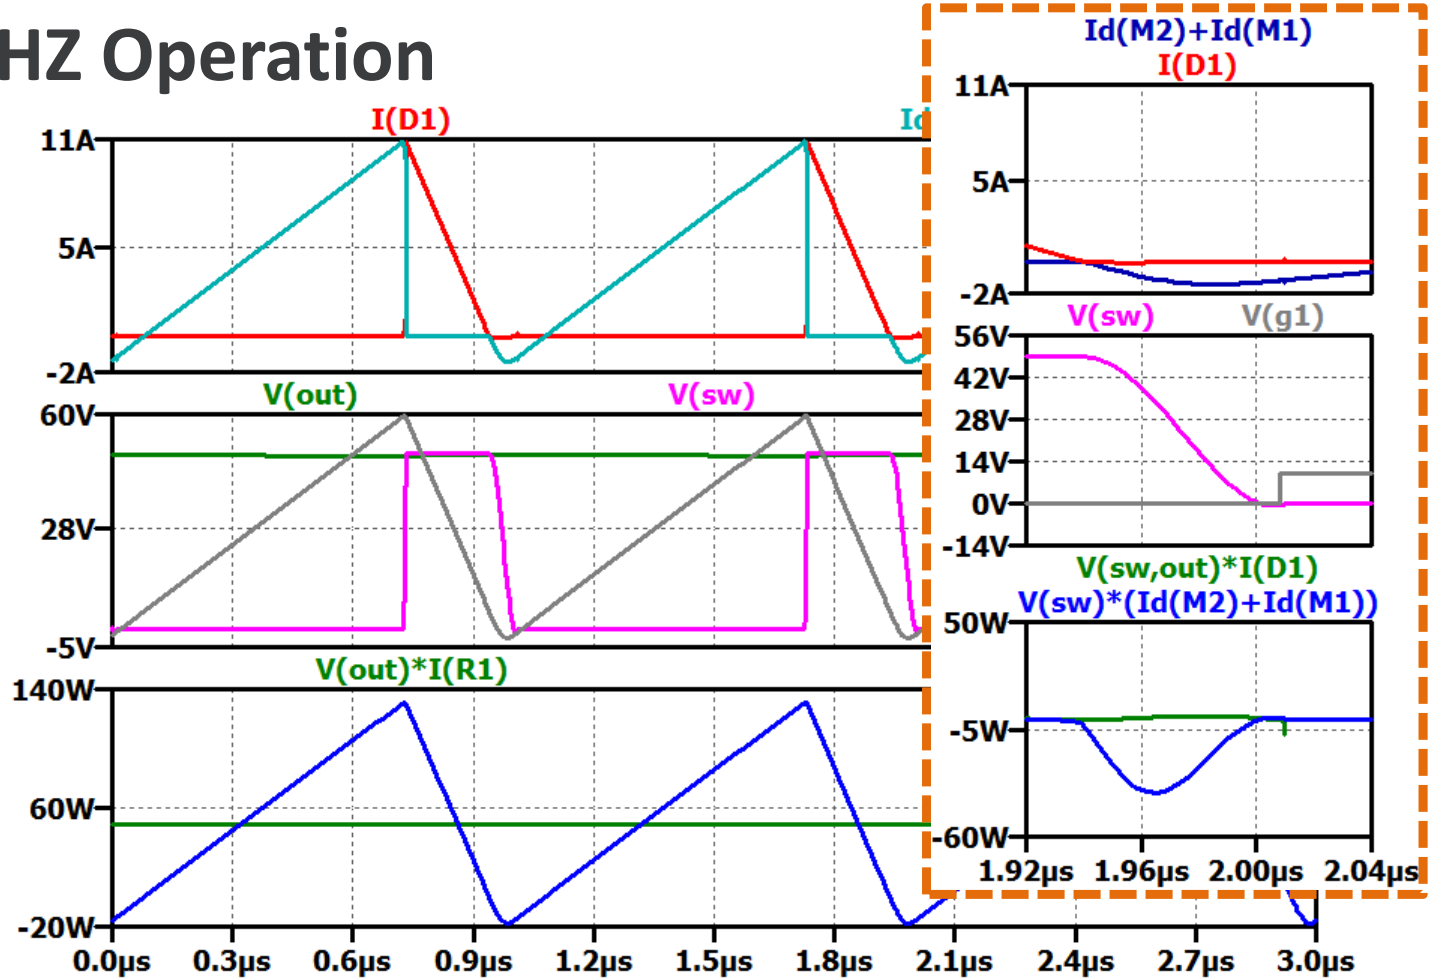 HZ Operation
I(D1)
Id
11A
5A
-2A
V(out)
V(sw)
60V
28V
-5V
V(out)*I(R1)
140W
60W
-20W
0.0µs
0.3µs
0.6µs
0.9µs
1.2µs
1.5µs
1.8µs
2.1µs
2.4µs
2.7µs
3.0µs
Id(M2)+Id(M1)
I(D1)
11A
5A
-2A
V(sw)
V(g1)
56V
42V
28V
14V
0V
-14V
V(sw,out)*I(D1)
V(sw)*(Id(M2)+Id(M1))
50W
-5W
-60W
1.92µs
1.96µs
2.00µs
2.04µs